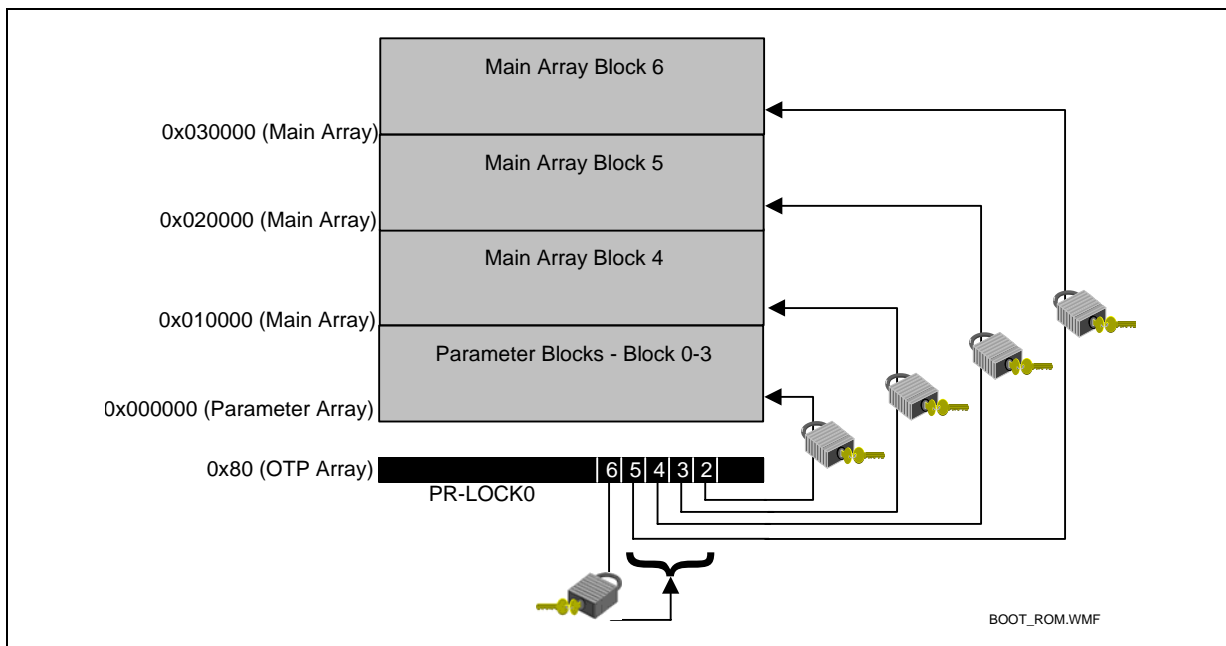 Main Array Block 6
0x030000 (Main Array)
Main Array Block 5
0x020000 (Main Array)
Main Array Block 4
0x010000 (Main Array)
Parameter Blocks - Block 0-3
0x000000 (Parameter Array)
0x80 (OTP Array)
6 5 4 3 2
PR-LOCK0
BOOT_ROM.WMF